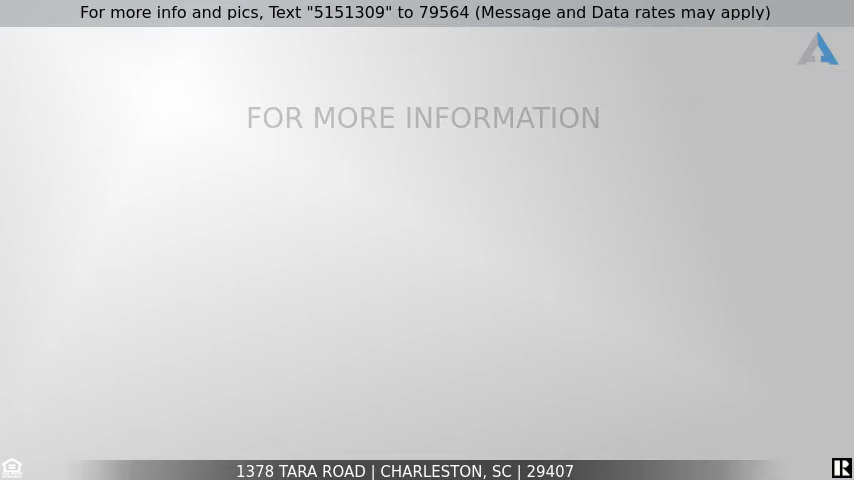 For more info and pics, Text "5151309" to 79564 (Message and Data rates may apply)
FOR MORE INFORMATION
1378 TARA ROAD | CHARLESTON, SC | 29407